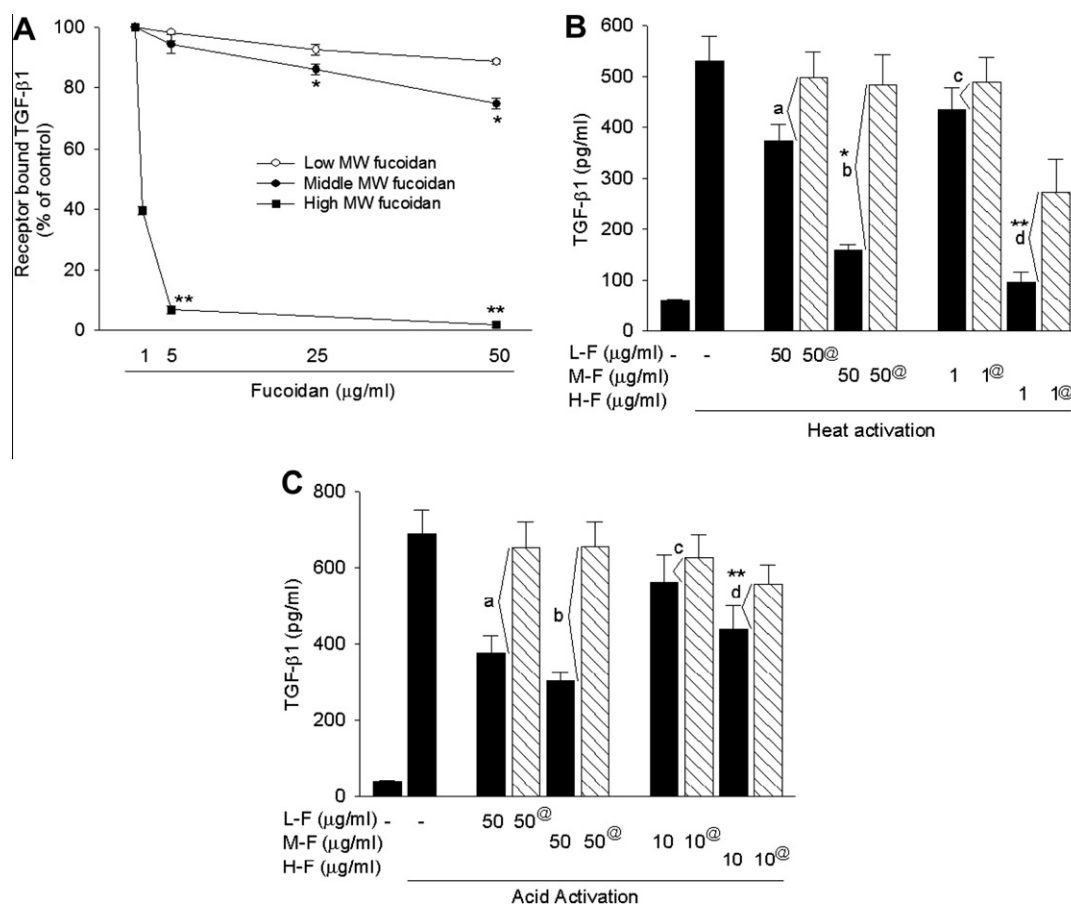 A
100
80
60
40
20
0
Receptor bound TGF-β1
(% of control)
*
*
**
**
Low MW fucoidan
Middle MW fucoidan
High MW fucoidan
1 5 25 50
Fucoidan (μg/ml)
B
600
500
400
300
200
100
0
TGF-β1 (pg/ml)
a
*
b
c
**
d
L-F (μg/ml) - - 50 50@
M-F (μg/ml) 50 50@ 1 1@
H-F (μg/ml) 1 1@
Heat activation
C
800
600
400
200
0
TGF-β1 (pg/ml)
a
b
c
**
d
L-F (μg/ml) - - 50 50@
M-F (μg/ml) 50 50@ 10 10@
H-F (μg/ml) 10 10@
Acid Activation